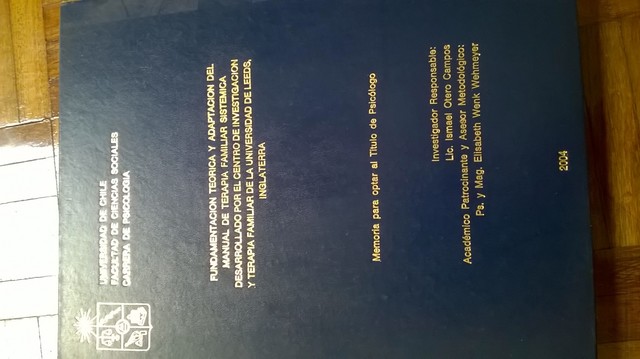 UNIVERSIDAD DE CHILE
FACULTAD DE CIENCIAS SOCIALES
CARRERA DE PSICOLOGIA
FUNDAMENTACION TEORICA Y ADAPTACION DEL
MANUAL DE TERAPIA FAMILIAR SISTEMICA
DESARROLLADO POR EL CENTRO DE INVESTIGACION
Y TERAPIA FAMILIAR DE LA UNIVERSIDAD DE LEEDS,
INGLATERRA
Memoria para optar al Título de Psicólogo
Investigador Responsable:
Lic. Ismael Otero Campos
Académico Patrocinante y Asesor Metodológico:
Ps. y Mag. Elisabeth Wenk Wehmeyer
2004